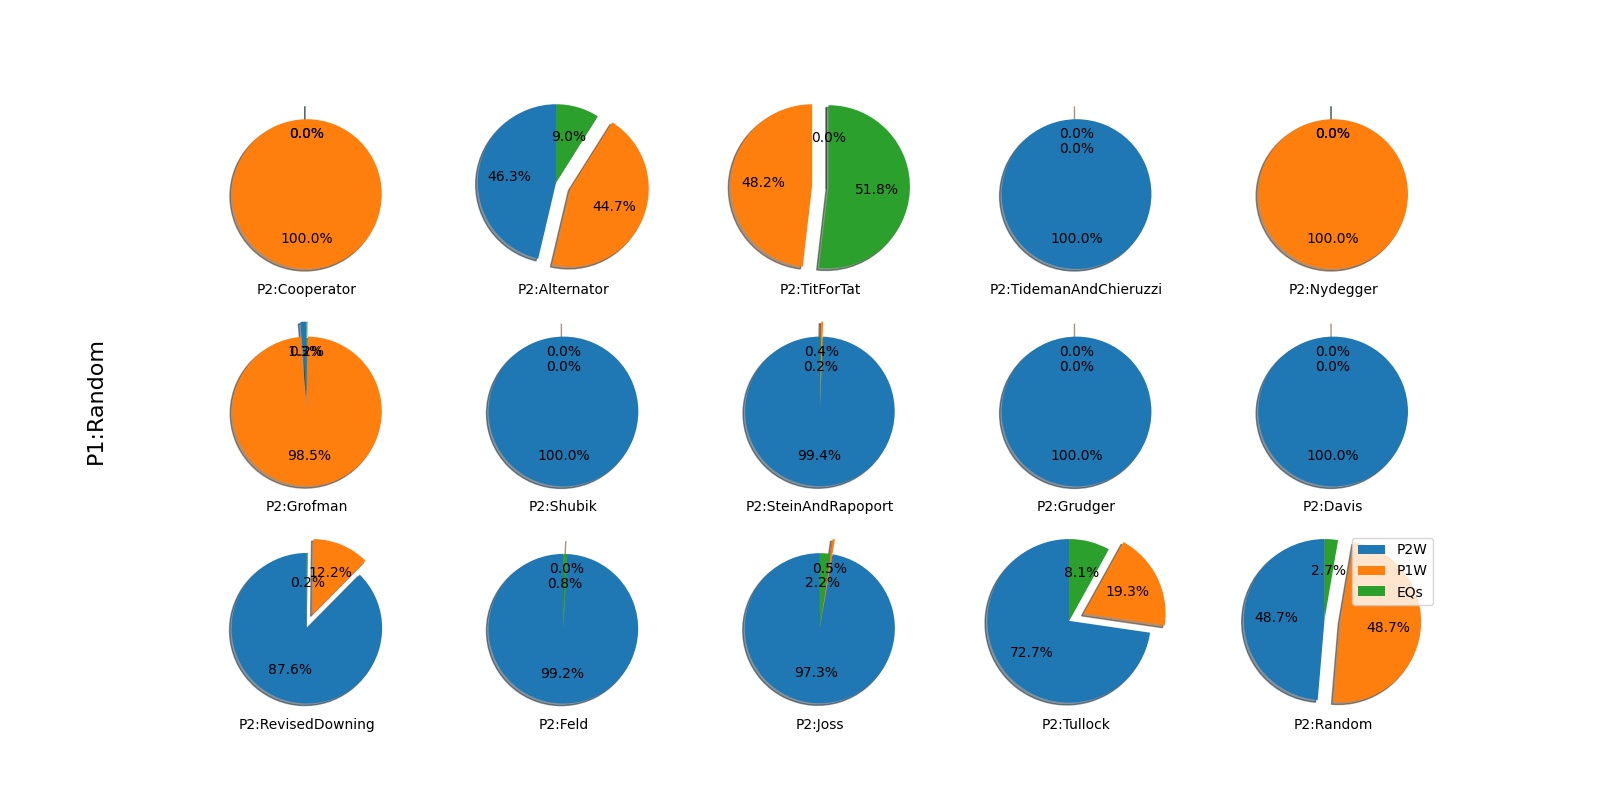 P1:Random
0.0%
100.0%
P2:Cooperator
9.0%
46.3%
44.7%
P2:Alternator
0.0%
48.2%
51.8%
P2:TitForTat
0.0%
0.0%
100.0%
P2:TidemanAndChieruzzi
0.0%
100.0%
P2:Nydegger
98.5%
P2:Grofman
0.0%
0.0%
100.0%
P2:Shubik
0.4%
0.2%
99.4%
P2:SteinAndRapoport
0.0%
0.0%
100.0%
P2:Grudger
0.0%
0.0%
100.0%
P2:Davis
12.2%
0.2%
87.6%
P2:RevisedDowning
0.0%
0.8%
99.2%
P2:Feld
0.5%
2.2%
97.3%
P2:Joss
8.1%
19.3%
72.7%
P2:Tullock
2.7%
48.7%
48.7%
P2:Random
P2W
P1W
EQs